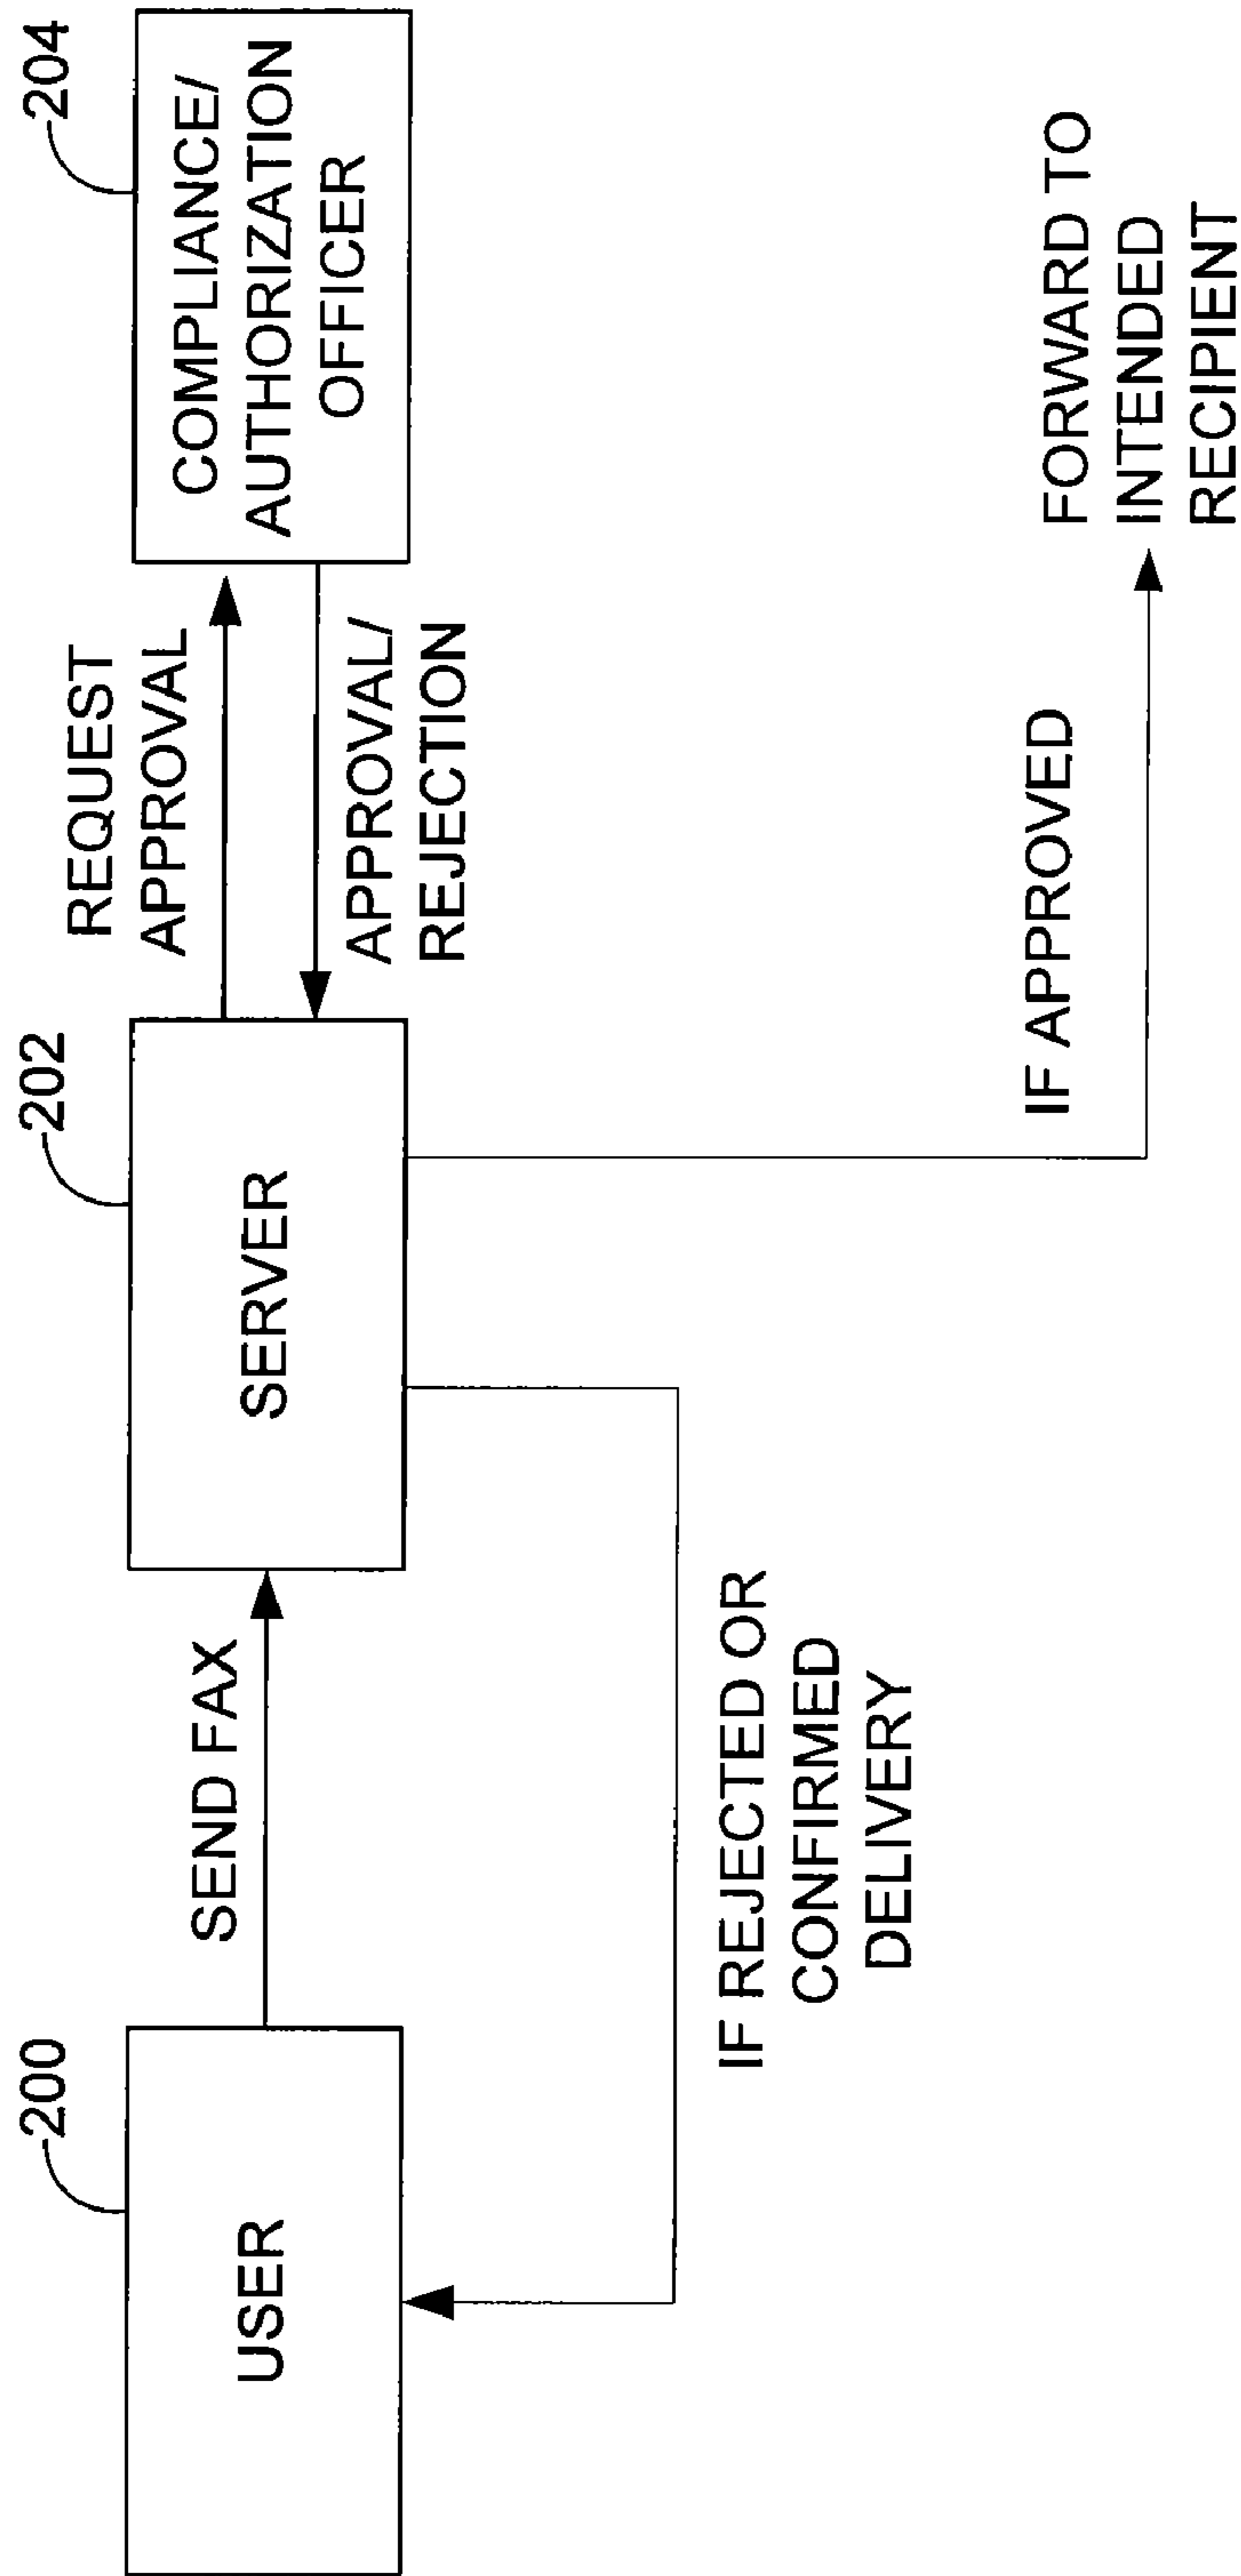 200
USER
SEND FAX
202
SERVER
REQUEST
APPROVAL
APPROVAL/
REJECTION
204
COMPLIANCE/
AUTHORIZATION
OFFICER
IF REJECTED OR
CONFIRMED
DELIVERY
IF APPROVED
FORWARD TO
INTENDED
RECIPIENT